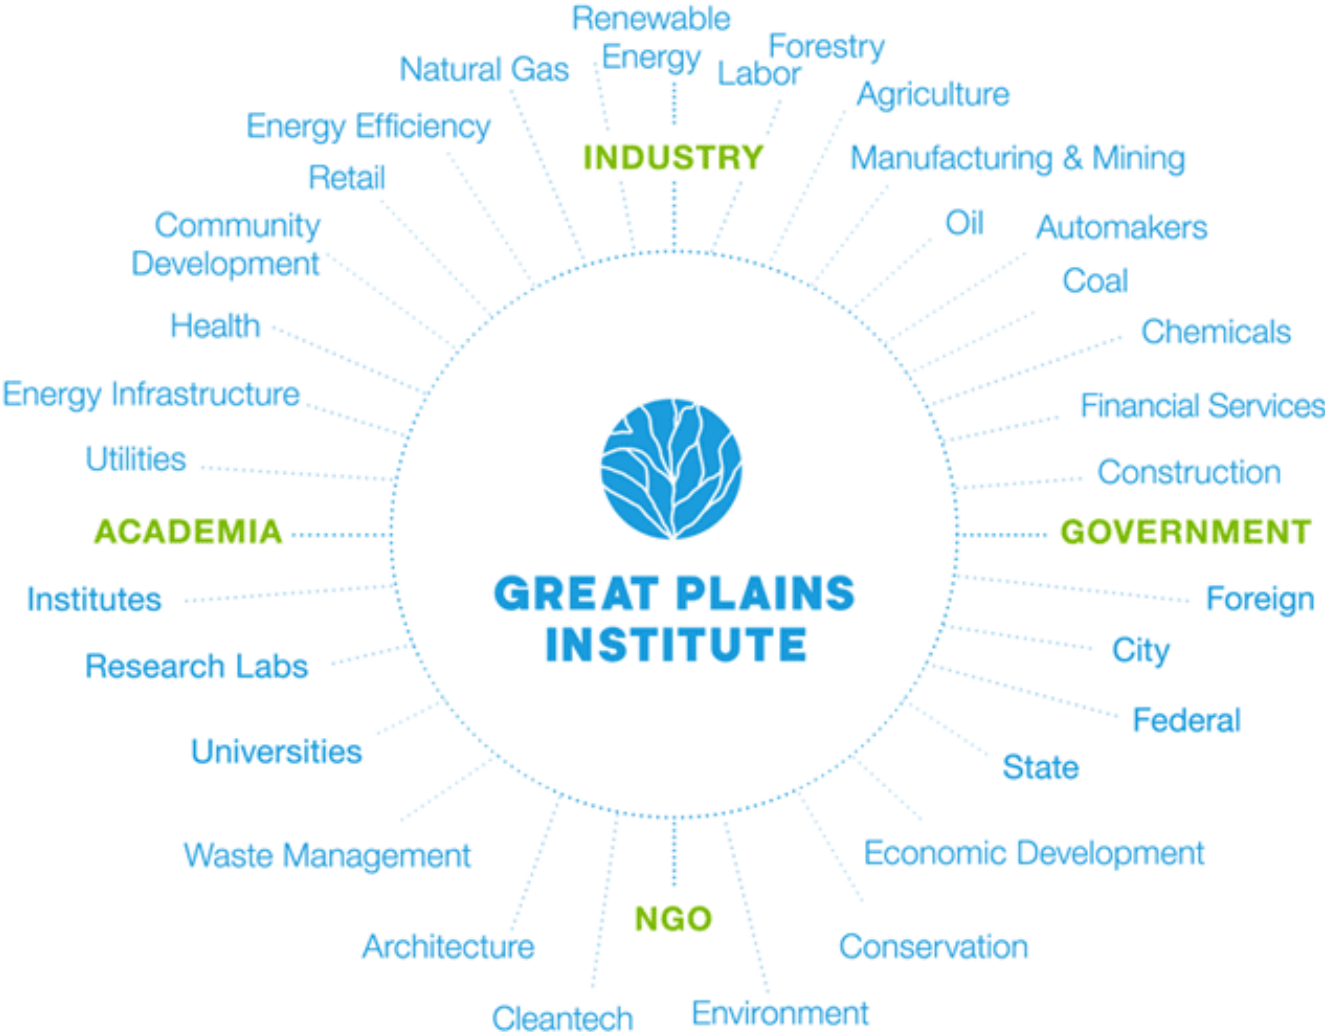 Renewable
Energy
Forestry
Labor
Natural Gas
Agriculture
Energy Efficiency
INDUSTRY
Manufacturing & Mining
Retail
Community
Development
Oil
Automakers
Coal
Health
Chemicals
Energy Infrastructure
Financial Services
Utilities
Construction
ACADEMIA
GOVERNMENT
GREAT PLAINS
INSTITUTE
Institutes
Foreign
City
Research Labs
Federal
Universities
State
Waste Management
Economic Development
NGO
Architecture
Conservation
Cleantech
Environment